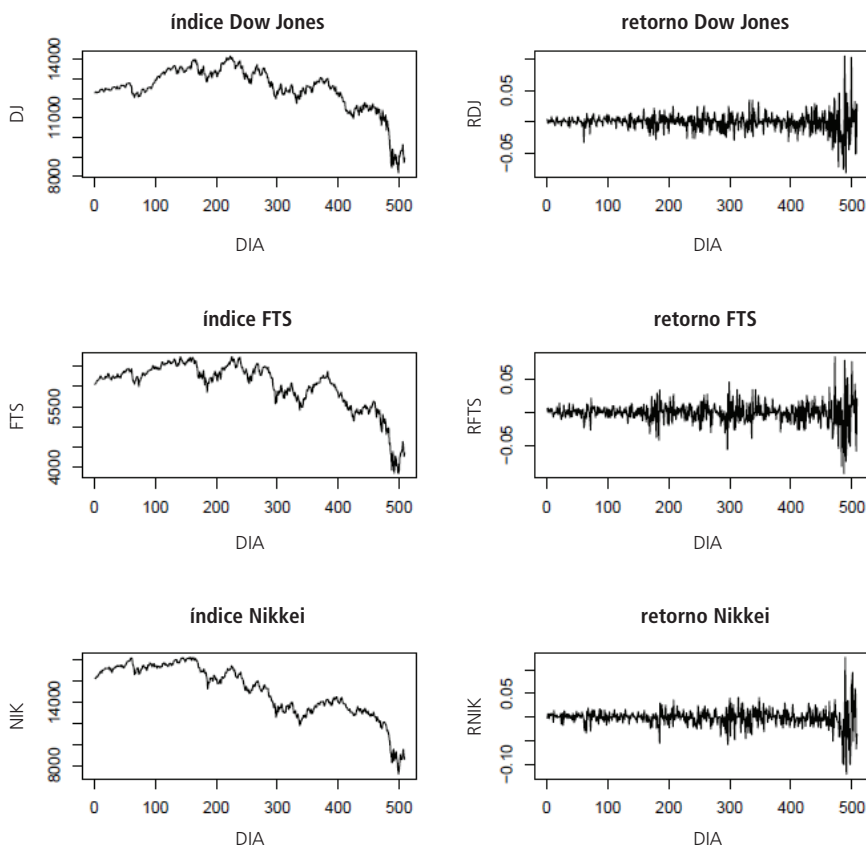 índice Dow Jones
DJ
14000
11000
8000
0 100 200 300 400 500
DIA
retorno Dow Jones
RDJ
0.05
−0.05
0 100 200 300 400 500
DIA
índice FTS
FTS
5500
4000
0 100 200 300 400 500
DIA
retorno FTS
RFTS
0.05
−0.05
0 100 200 300 400 500
DIA
índice Nikkei
NIK
14000
8000
0 100 200 300 400 500
DIA
retorno Nikkei
RNIK
0.05
−0.10
0 100 200 300 400 500
DIA